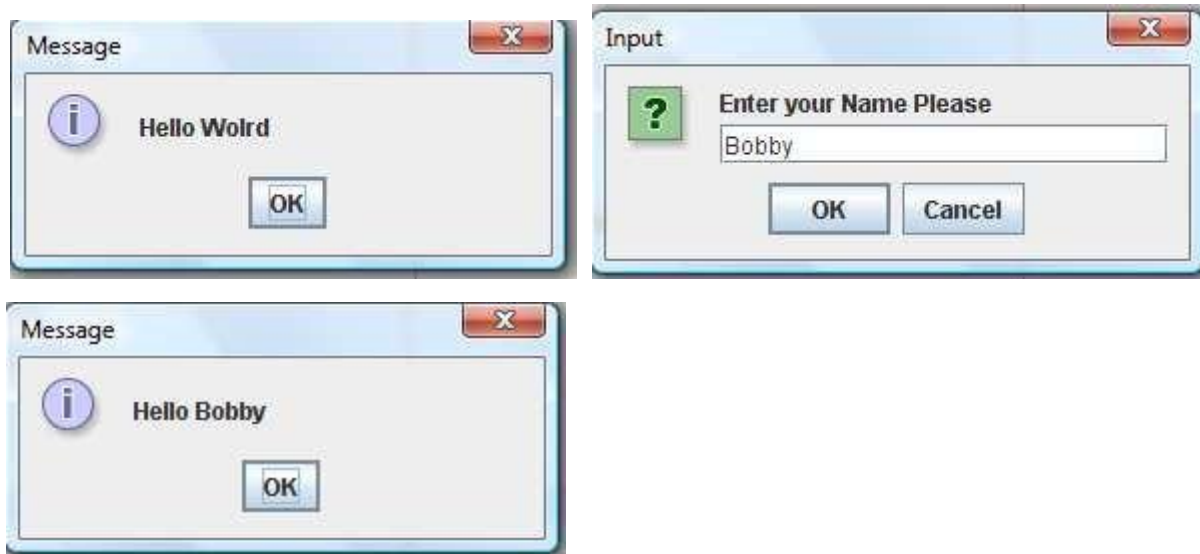 Message
Hello Wolrd
OK
Input
Enter your Name Please
Bobby
OK Cancel
Message
Hello Bobby
OK